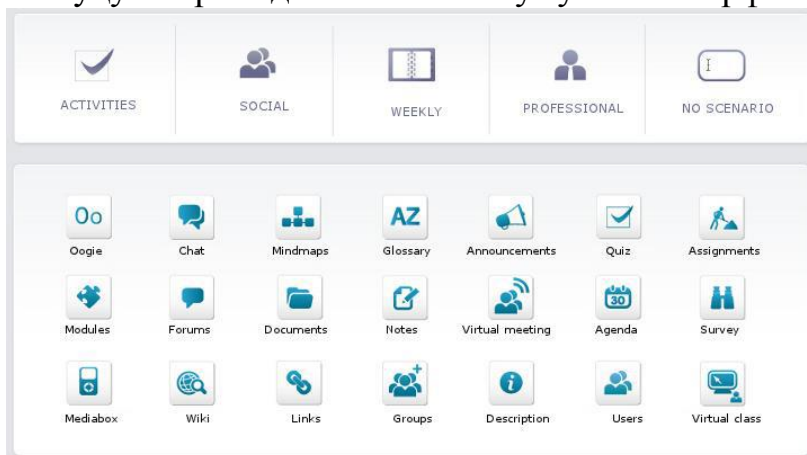 ACTIVITIES SOCIAL WEEKLY PROFESSIONAL NO SCENARIO
Oo AZ
Oogie Chat Mindmaps Glossary Announcements Quiz Assignments
30
Modules Forums Documents Notes Virtual meeting Agenda Survey
Mediabox Wiki Links Groups Description Users Virtual class